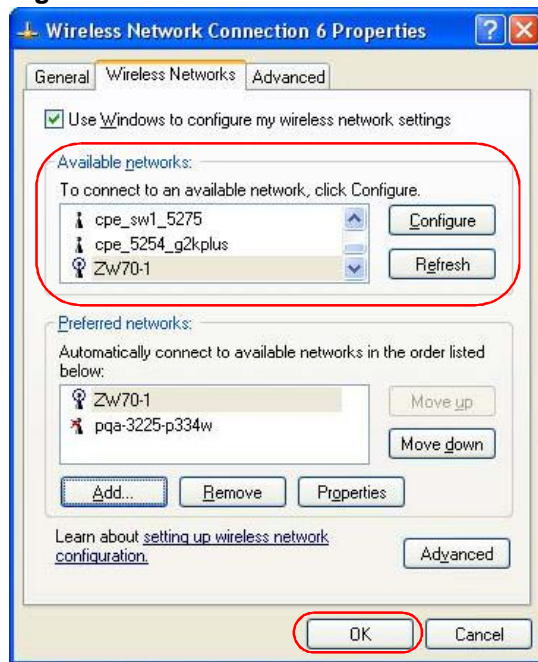 Wireless Network Connection 6 Properties
General Wireless Networks Advanced
Use Windows to configure my wireless network settings
Available networks:
To connect to an available network, click Configure.
cpe_sw1_5275
cpe_5254_g2kplus
ZW70-1
Configure
Refresh
Preferred networks:
Automatically connect to available networks in the order listed
below:
ZW70-1
pqa-3225-p334w
Move up
Move down
Add... Remove Properties
Learn about setting up wireless network
configuration.
Advanced
OK Cancel